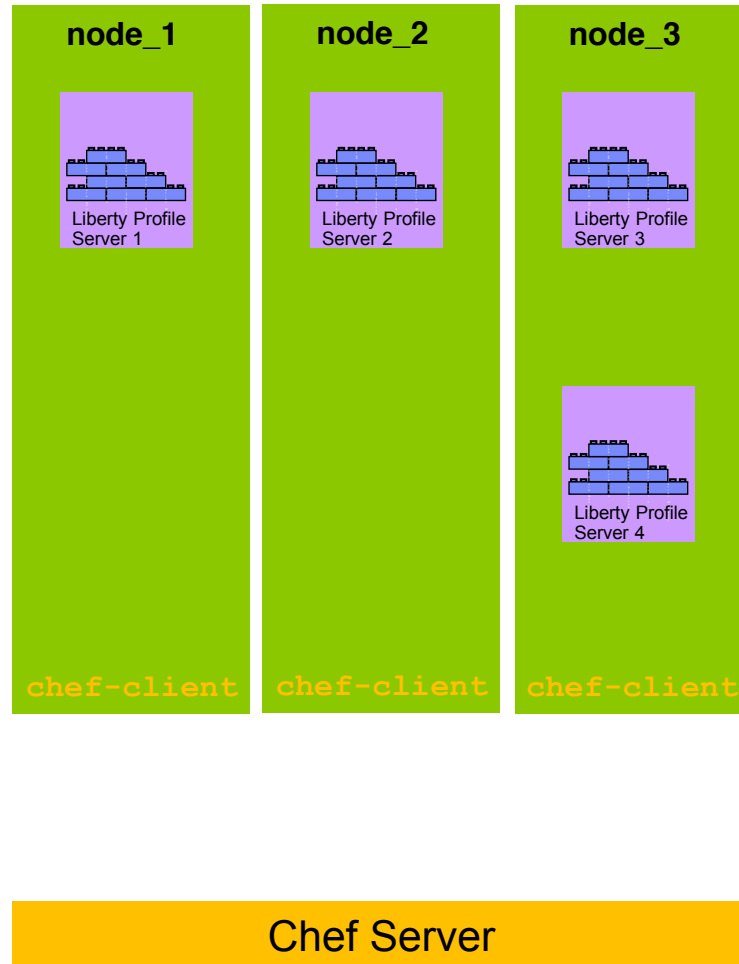 node_1
node_2
node_3
Liberty Profile
Server 1
Liberty Profile
Server 2
Liberty Profile
Server 3
Liberty Profile
Server 4
chef-client
chef-client
chef-client
Chef Server